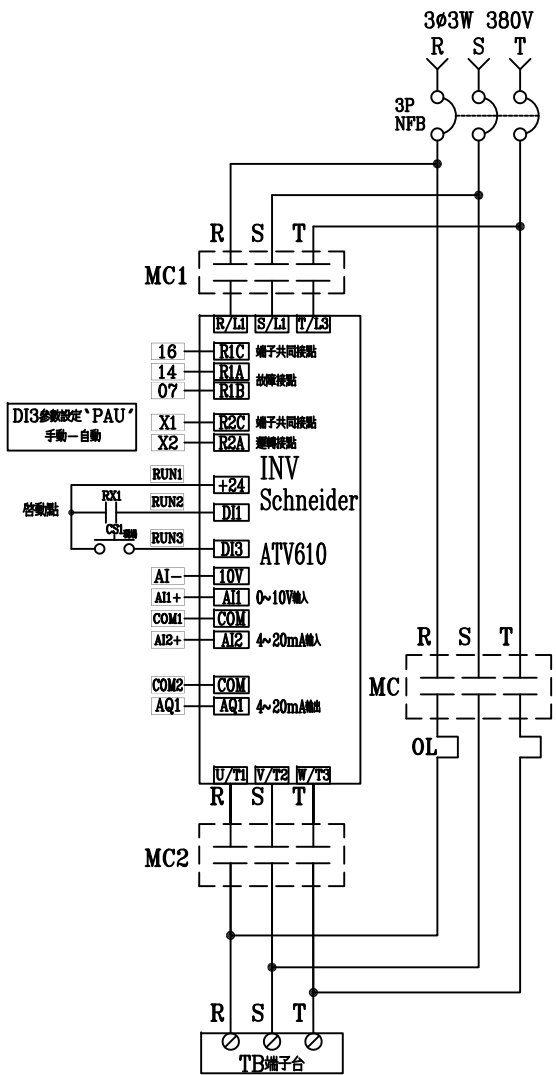 3ø3W 380V
R S T
3P
NFB
R S T
MC1
R/L1 S/L1 T/L3
16 R1C 端子共同接點
14 R1A
故障接點
07 R1B
DI3參數設定‵PAU′
手動—自動
X1 R2C 端子共同接點
X2 R2A 運轉接點
RUN1 +24
INV
Schneider
啓動點
RX1 RUN2 DI1
CS1
RUN3 DI3
ATV610
AI- 10V
AI1+ AI1 0~10V輸入
COM1 COM
AI2+ AI2 4~20mA輸入
COM2 COM
AQ1 AQ1 4~20mA輸出
R S T
MC
OL
U/T1 V/T2 W/T3
R S T
MC2
R S T
TB端子台